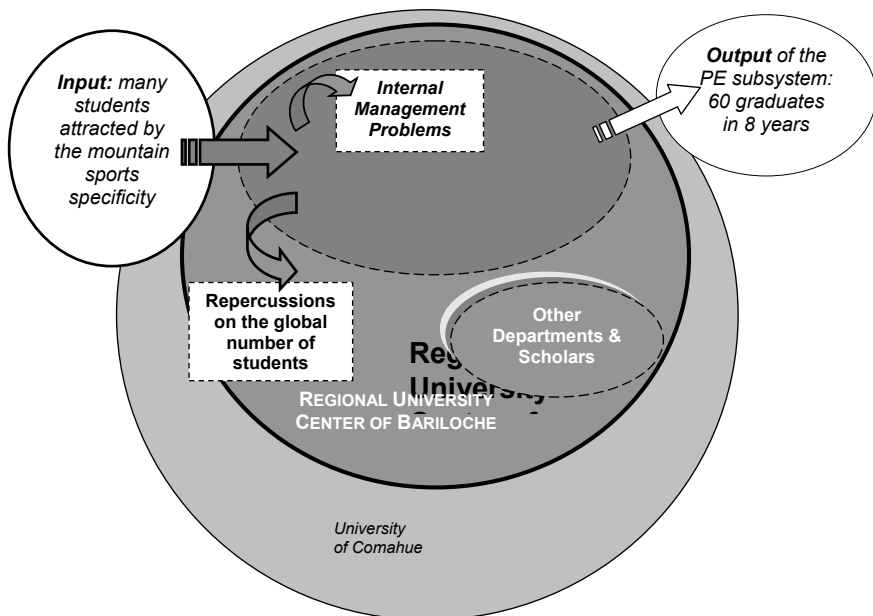 Input: many
students
attracted by
the mountain
sports
specificity
Internal
Management
Problems
Output of the
PE subsystem:
60 graduates
in 8 years
Repercussions
on the global
number of
students
Other
Departments &
Scholars
University
REGIONAL UNIVERSITY
CENTER OF BARILOCHE
University
of Comahue